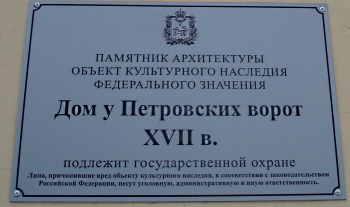 ПАМЯТНИК АРХИТЕКТУРЫ
ОБЪЕКТ КУЛЬТУРНОГО НАСЛЕДИЯ
ФЕДЕРАЛЬНОГО ЗНАЧЕНИЯ
Дом у Петровских ворот
XVII в.
подлежит государственной охране
Лица, причинившие вред объекту культурного наследия, в соответствии с законодательством
Российской Федерации, несут уголовную, административную и иную ответственность.